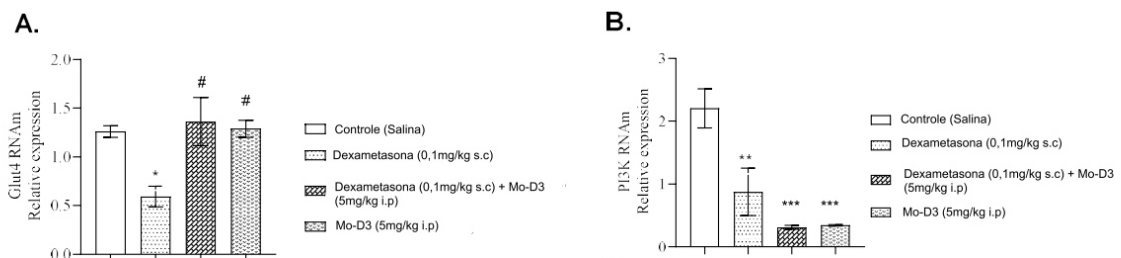 A.
Glut4 RNAm
Relative expression
2.0
1.5
1.0
0.5
0.0
*
#
#
Controle (Salina)
Dexametasona (0,1mg/kg s.c)
Dexametasona (0,1mg/kg s.c) + Mo-D3
(5mg/kg i.p)
Mo-D3 (5mg/kg i.p)
B.
PI3K RNAm
Relative expression
3
2
1
0
**
***
***
Controle (Salina)
Dexametasona (0,1mg/kg s.c)
Dexametasona (0,1mg/kg s.c) + Mo-D3
(5mg/kg i.p)
Mo-D3 (5mg/kg i.p)